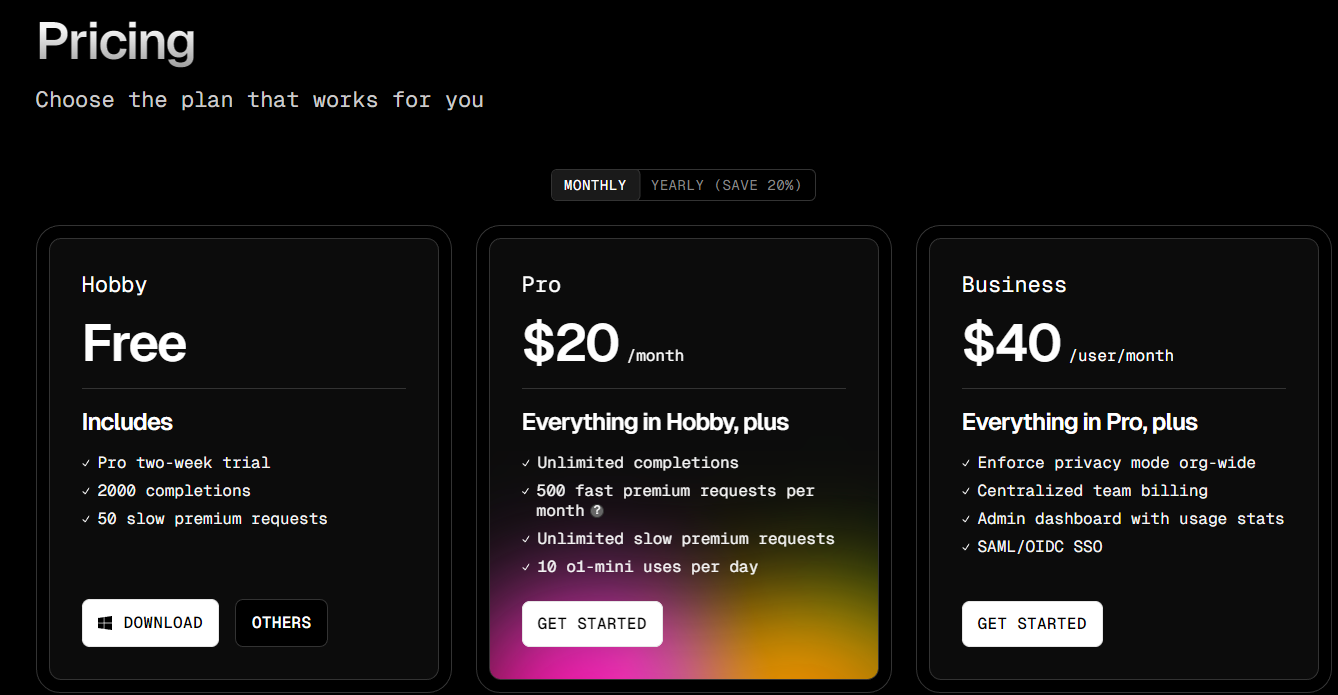 Pricing
Choose the plan that works for you
MONTHLY YEARLY (SAVE 20%)
Hobby
Free
Includes
✓ Pro two-week trial
✓ 2000 completions
✓ 50 slow premium requests
DOWNLOAD OTHERS
Pro
$20 /month
Everything in Hobby, plus
✓ Unlimited completions
✓ 500 fast premium requests per
month ?
✓ Unlimited slow premium requests
✓ 10 o1-mini uses per day
GET STARTED
Business
$40 /user/month
Everything in Pro, plus
✓ Enforce privacy mode org-wide
✓ Centralized team billing
✓ Admin dashboard with usage stats
✓ SAML/OIDC SSO
GET STARTED